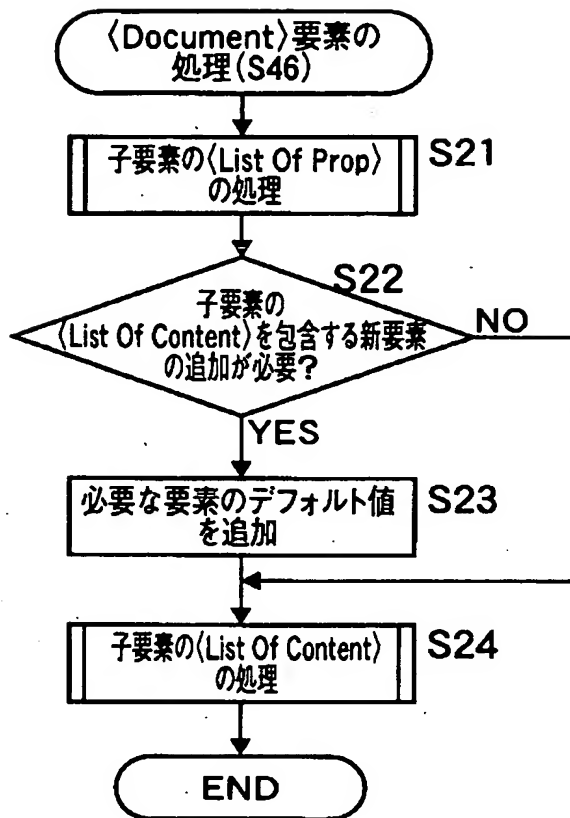 〈Document〉要素の
処理(S46)
子要素の〈List Of Prop〉
の処理
S21
S22
子要素の
〈List Of Content〉を包含する新要素
の追加が必要?
NO
YES
必要な要素のデフォルト値
を追加
S23
子要素の〈List Of Content〉
の処理
S24
END